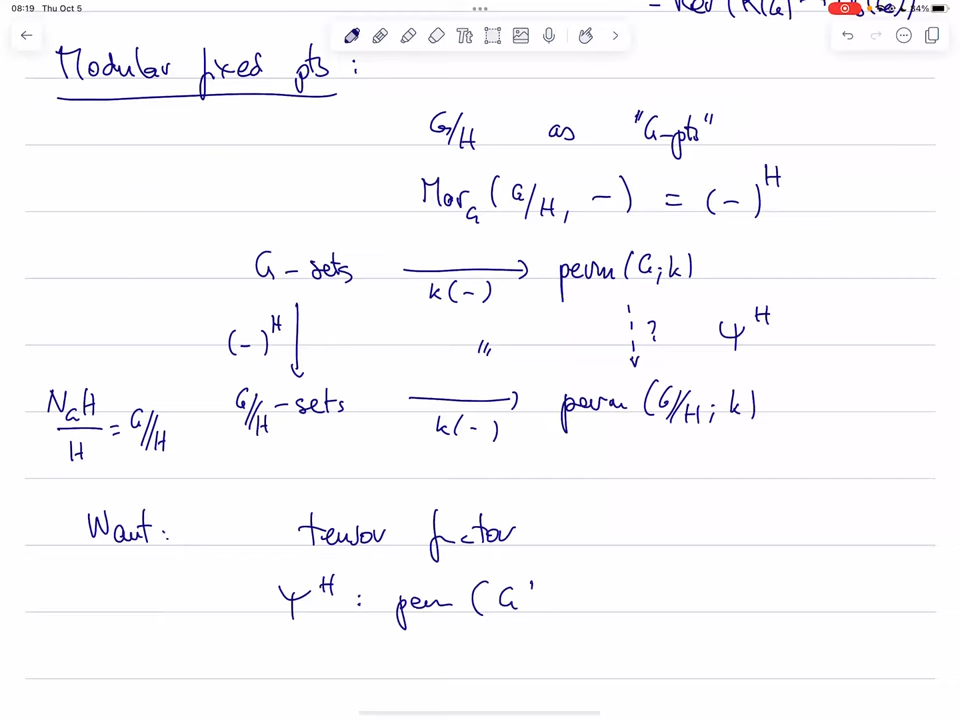 08:19 Thu Oct 5
34%
Modular fixed pts :
G/H as "G-pts"
Mor_G (G/H, -) = (-)^H
G-sets → perm (G; k)
k(-)
(-)^H " ? Ψ^H
N_G H / H = G//H
G//H-sets → perm (G//H; k)
k(-)
Want: tensor functor
Ψ^H : perm (G